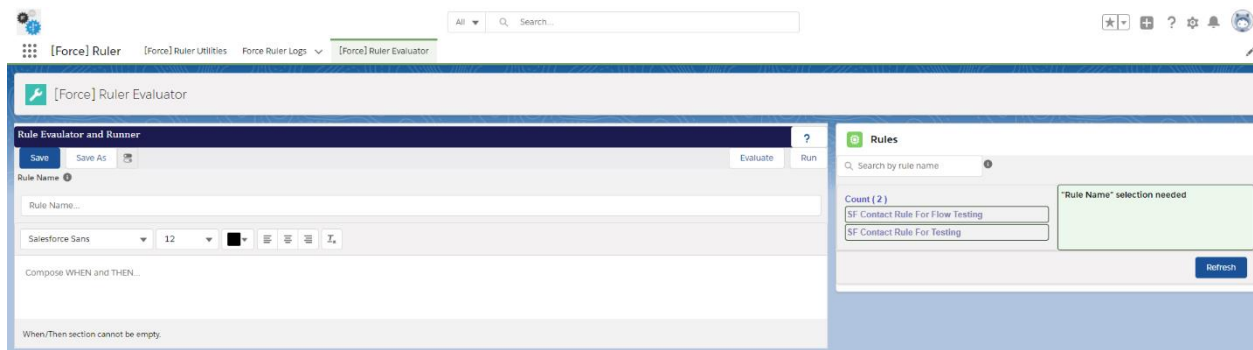 All
Search...
[Force] Ruler
[Force] Ruler Utilities
Force Ruler Logs
[Force] Ruler Evaluator
[Force] Ruler Evaluator
Rule Evaulator and Runner
?
Save
Save As
Evaluate
Run
Rule Name
Rule Name...
Salesforce Sans
12
Compose WHEN and THEN...
When/Then section cannot be empty.
Rules
Search by rule name
Count ( 2 )
SF Contact Rule For Flow Testing
SF Contact Rule For Testing
"Rule Name" selection needed
Refresh